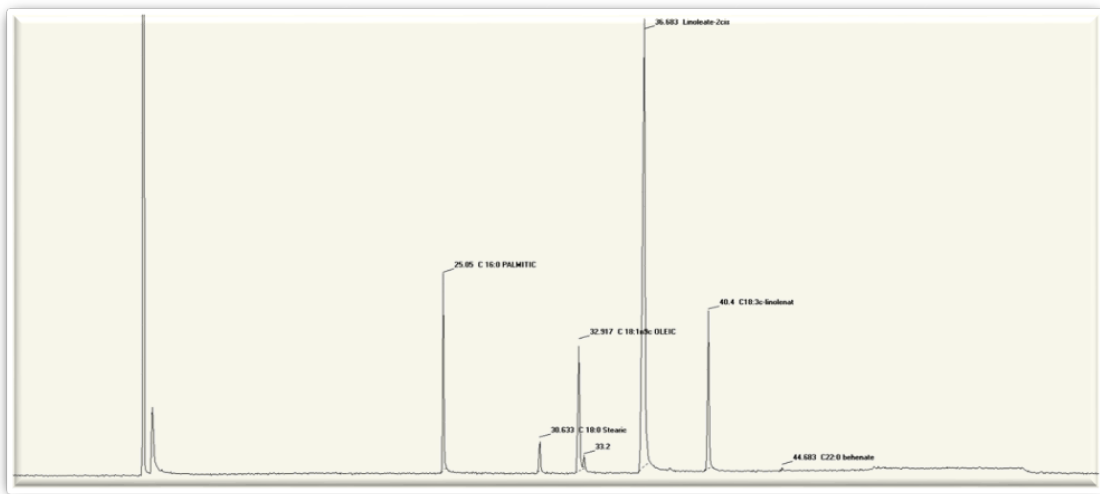 36.683 Linoleate-2cis
25.05 C 16:0 PALMITIC
40.4 C18:3c-linolenat
32.917 C 18:1n9c OLEIC
30.633 C 18:0 Stearic
33.2
44.683 C22:0 behenate